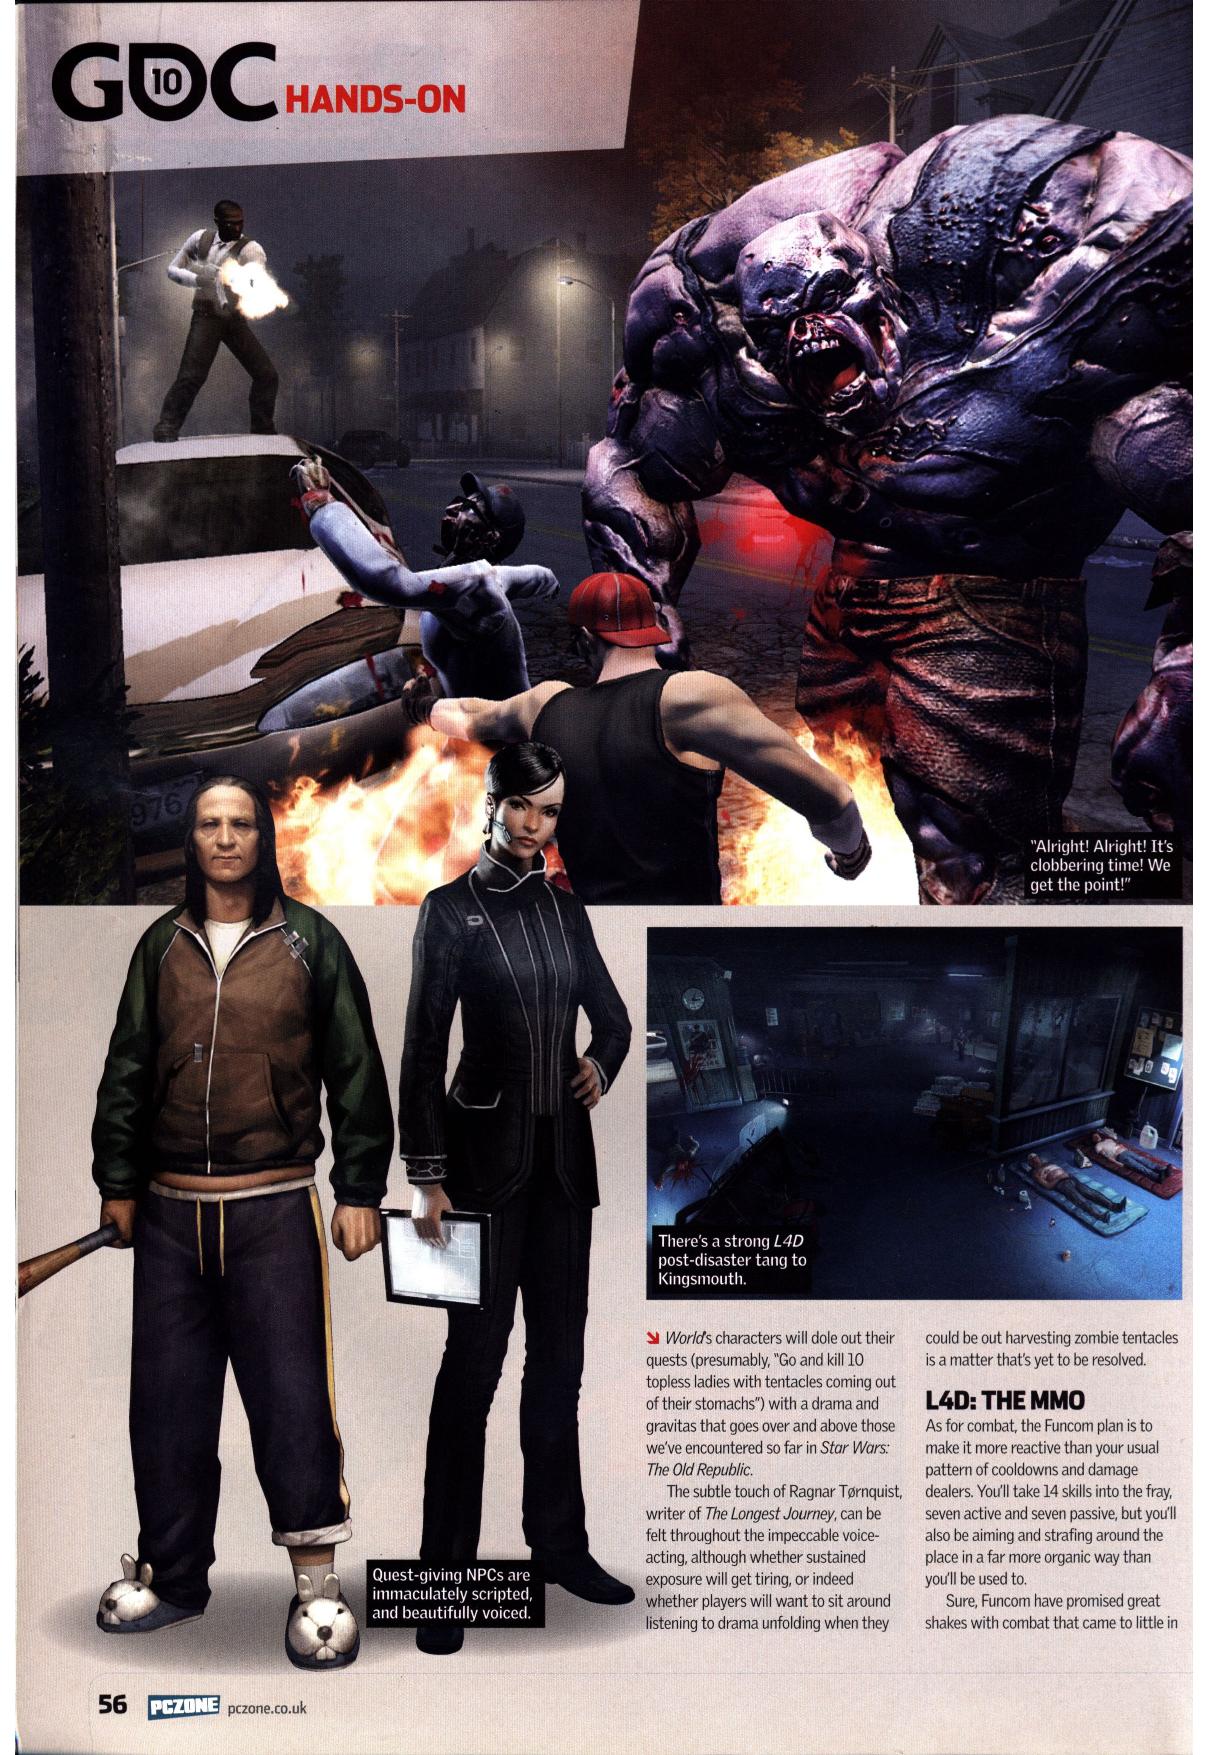 GDC 10 HANDS-ON
976
"Alright! Alright! It's
clobbering time! We
get the point!"
There's a strong L4D
post-disaster tang to
Kingsmouth.
Quest-giving NPCs are
immaculately scripted,
and beautifully voiced.
World's characters will dole out their
quests (presumably, "Go and kill 10
topless ladies with tentacles coming out
of their stomachs") with a drama and
gravitas that goes over and above those
we've encountered so far in Star Wars:
The Old Republic.
The subtle touch of Ragnar Tørnquist,
writer of The Longest Journey, can be
felt throughout the impeccable voice-
acting, although whether sustained
exposure will get tiring, or indeed
whether players will want to sit around
listening to drama unfolding when they
could be out harvesting zombie tentacles
is a matter that's yet to be resolved.
L4D: THE MMO
As for combat, the Funcom plan is to
make it more reactive than your usual
pattern of cooldowns and damage
dealers. You'll take 14 skills into the fray,
seven active and seven passive, but you'll
also be aiming and strafing around the
place in a far more organic way than
you'll be used to.
Sure, Funcom have promised great
shakes with combat that came to little in
56 PCZONE pczone.co.uk